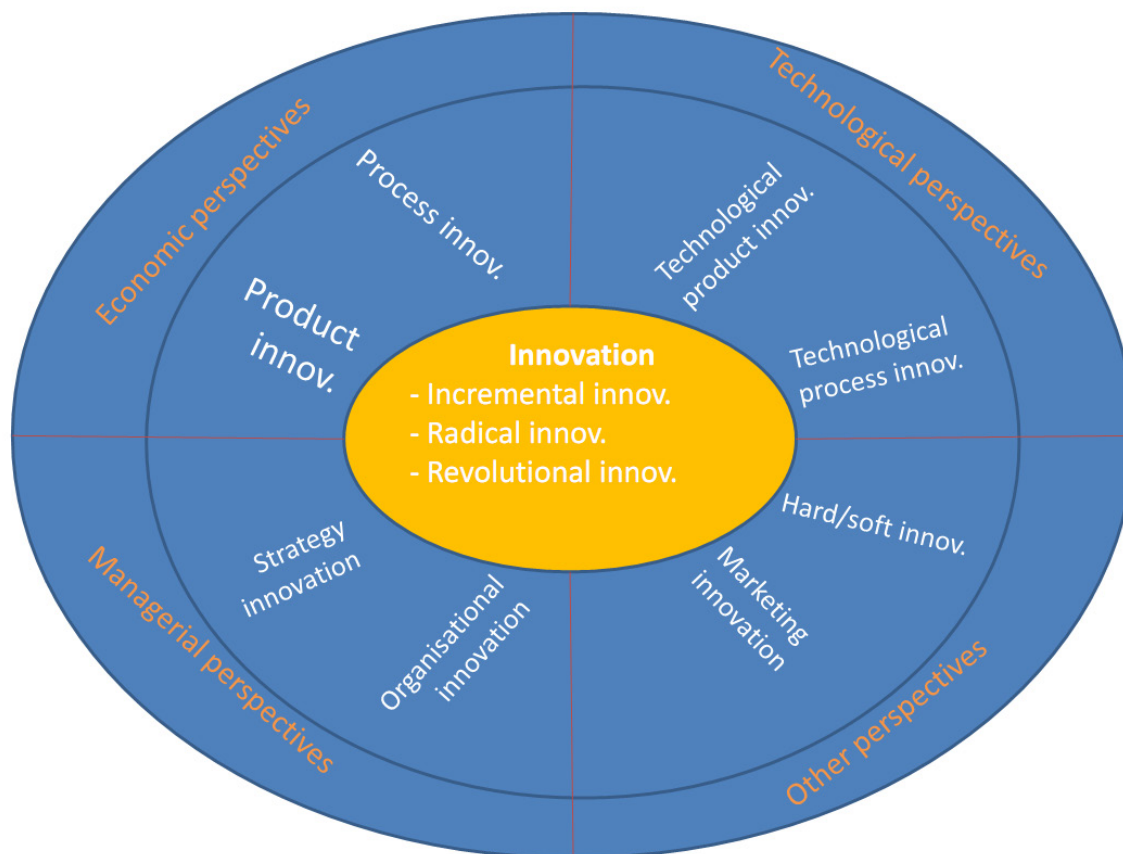 Economic perspectives
Process innov.
Product
innov.
Technological perspectives
Technological
product innov.
Technological
process innov.
Innovation
- Incremental innov.
- Radical innov.
- Revolutional innov.
Managerial perspectives
Strategy
innovation
Organisational
innovation
Other perspectives
Hard/soft innov.
Marketing
innovation